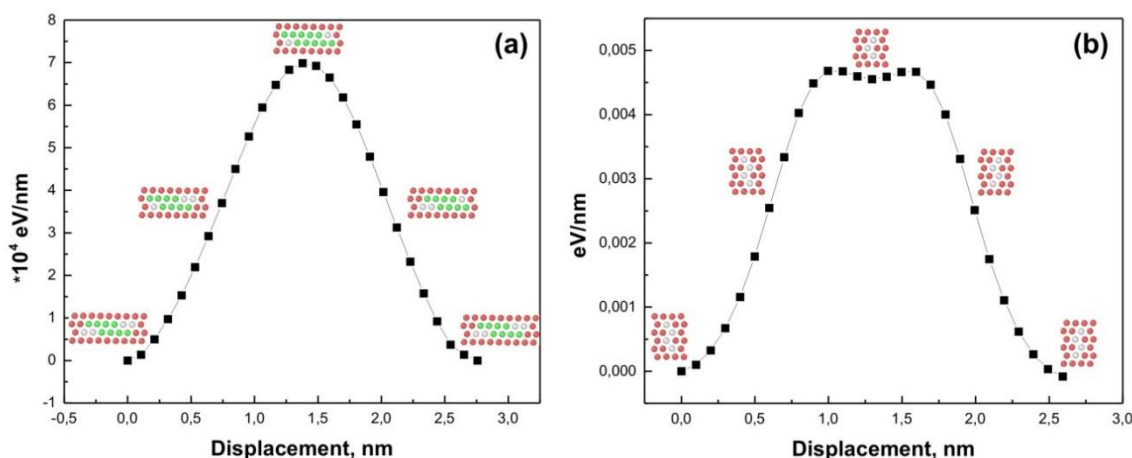 8
(a)
7
6
5
4
3
2
1
0
-1
*10⁴ eV/nm
-0,5 0,0 0,5 1,0 1,5 2,0 2,5 3,0
Displacement, nm
(b)
0,005
0,004
0,003
0,002
0,001
0,000
eV/nm
0,0 0,5 1,0 1,5 2,0 2,5 3,0
Displacement, nm